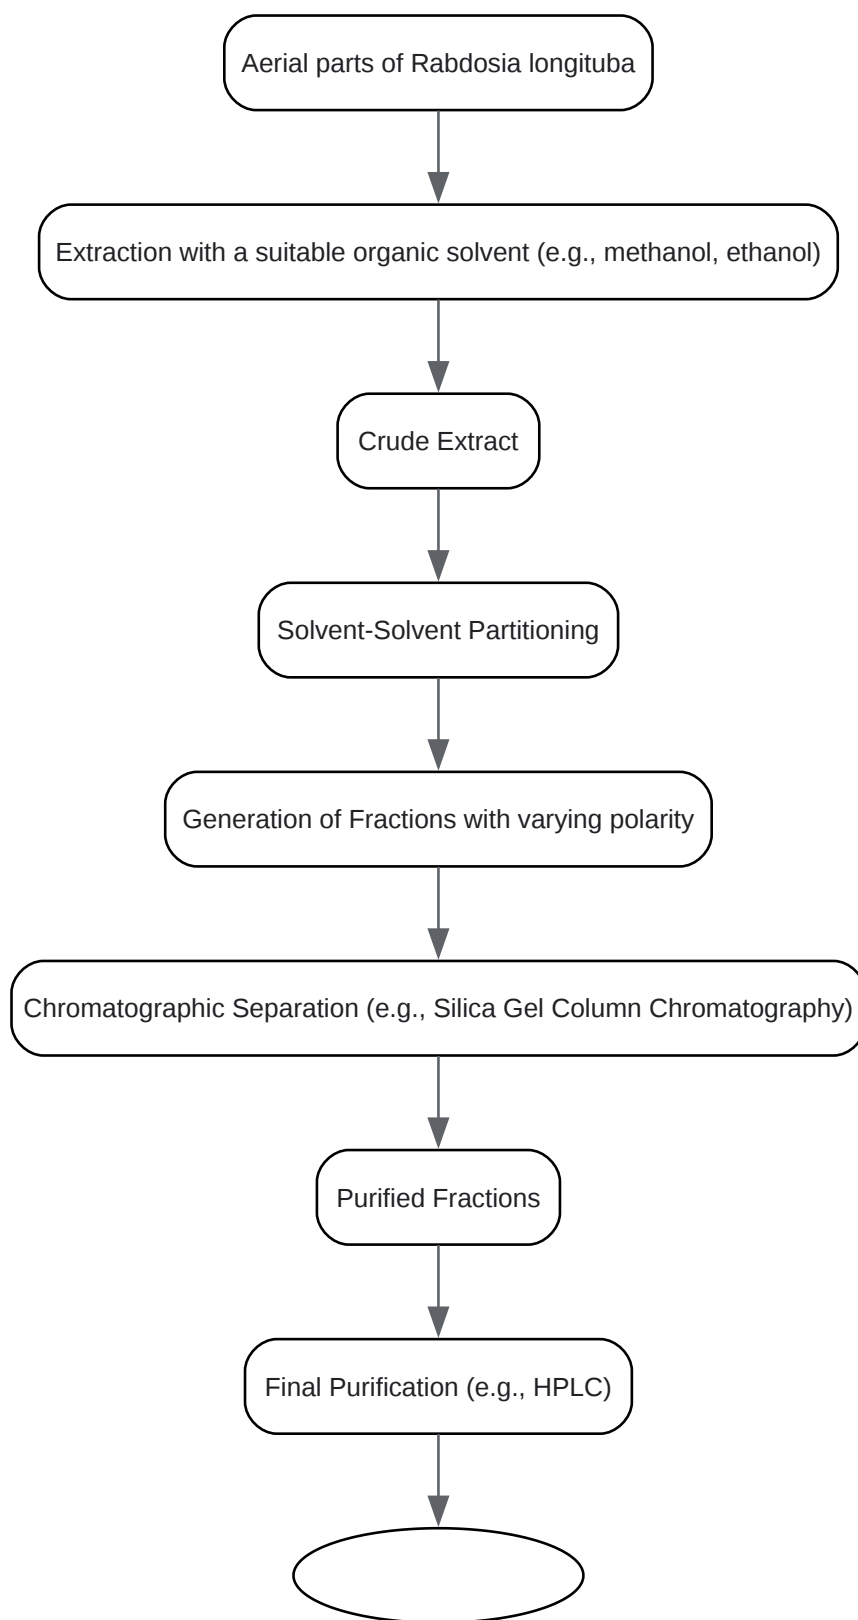 Aerial parts of Rabdosia longituba
Extraction with a suitable organic solvent (e.g., methanol, ethanol)
Crude Extract
Solvent-Solvent Partitioning
Generation of Fractions with varying polarity
Chromatographic Separation (e.g., Silica Gel Column Chromatography)
Purified Fractions
Final Purification (e.g., HPLC)